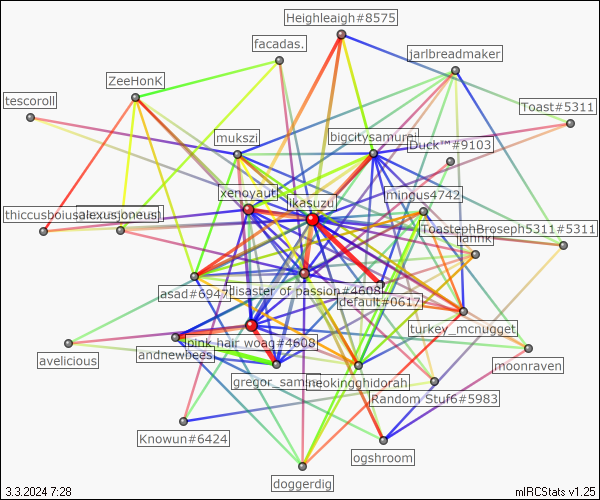 Heighleaigh#8575
facadas.
jarlbreadmaker
ZeeHonK
tescoroll
Toast#5311
mukszi
bigcitysamurai
Duck™#9103
xenoyaut
ikasuzu
mingus4742
thiccusboiusalexusjoneus1
ToastephBroseph5311#5311
iamk
asad#6947
disaster of passion#4608
default#0617
turkey_mcnugget
pink hair woag#4608
avelicious
andnewbees
moonraven
gregor_sam
neokingghidorah
Random Stuf6#5983
Knowun#6424
ogshroom
doggerdig
3.3.2024 7:28
mIRCStats v1.25